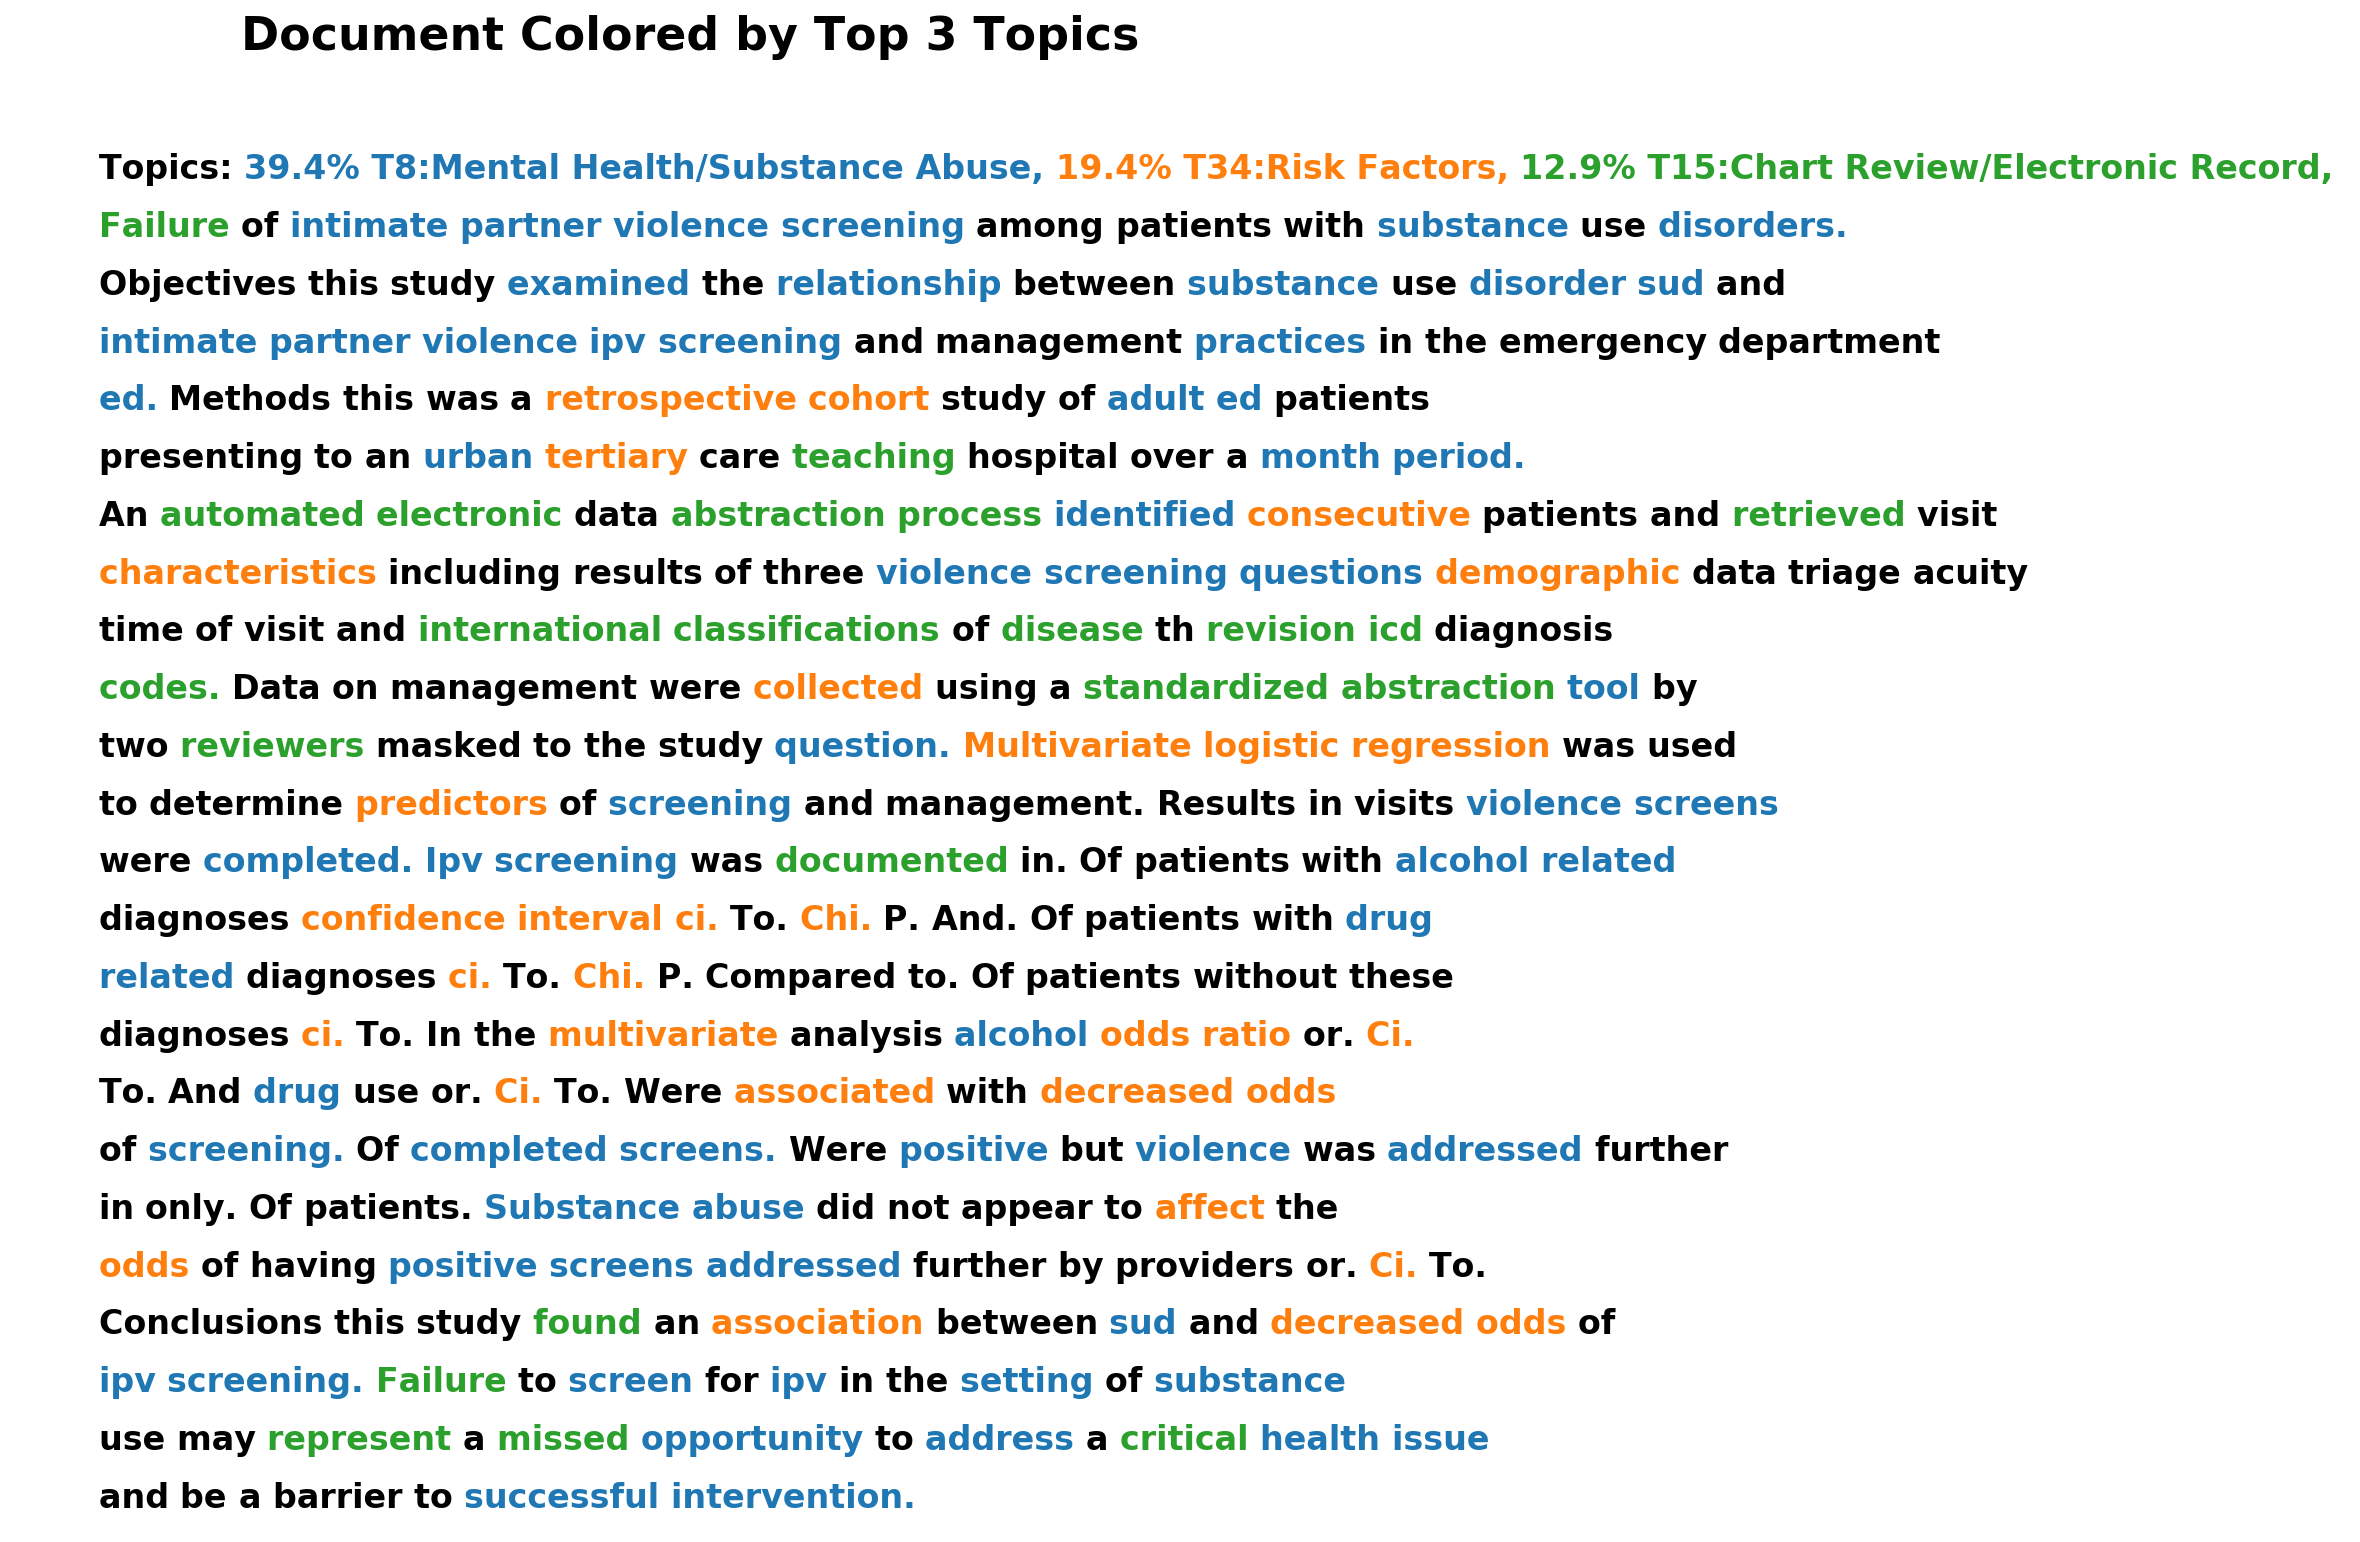 Document Colored by Top 3 Topics
Topics: 39.4% T8:Mental Health/Substance Abuse, 19.4% T34:Risk Factors, 12.9% T15:Chart Review/Electronic Record,
Failure of intimate partner violence screening among patients with substance use disorders.
Objectives this study examined the relationship between substance use disorder sud and
intimate partner violence ipv screening and management practices in the emergency department
ed. Methods this was a retrospective cohort study of adult ed patients
presenting to an urban tertiary care teaching hospital over a month period.
An automated electronic data abstraction process identified consecutive patients and retrieved visit
characteristics including results of three violence screening questions demographic data triage acuity
time of visit and international classifications of disease th revision icd diagnosis
codes. Data on management were collected using a standardized abstraction tool by
two reviewers masked to the study question. Multivariate logistic regression was used
to determine predictors of screening and management. Results in visits violence screens
were completed. Ipv screening was documented in. Of patients with alcohol related
diagnoses confidence interval ci. To. Chi. P. And. Of patients with drug
related diagnoses ci. To. Chi. P. Compared to. Of patients without these
diagnoses ci. To. In the multivariate analysis alcohol odds ratio or. Ci.
To. And drug use or. Ci. To. Were associated with decreased odds
of screening. Of completed screens. Were positive but violence was addressed further
in only. Of patients. Substance abuse did not appear to affect the
odds of having positive screens addressed further by providers or. Ci. To.
Conclusions this study found an association between sud and decreased odds of
ipv screening. Failure to screen for ipv in the setting of substance
use may represent a missed opportunity to address a critical health issue
and be a barrier to successful intervention.